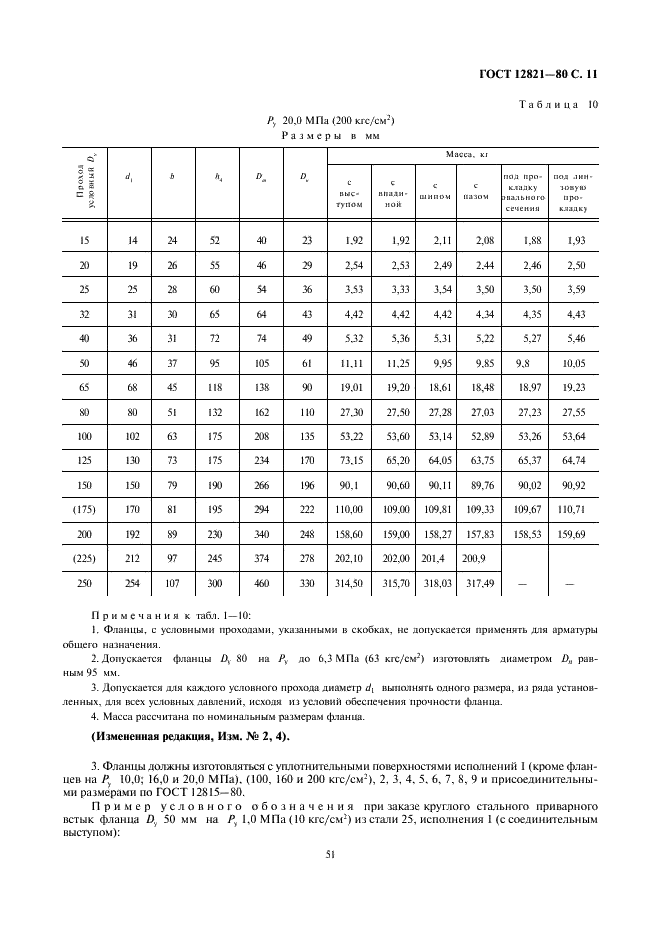 ГОСТ 12821—80 С. 11
Таблица 10
Pу 20,0 МПа (200 кгс/см²)
Размеры в мм
Проход условный Dу d₁ b h₄ Dm Dн Масса, кг
с выступом с впадиной с шипом с пазом под прокладку овального сечения под линзовую прокладку
15 14 24 52 40 23 1,92 1,92 2,11 2,08 1,88 1,93
20 19 26 55 46 29 2,54 2,53 2,49 2,44 2,46 2,50
25 25 28 60 54 36 3,53 3,33 3,54 3,50 3,50 3,59
32 31 30 65 64 43 4,42 4,42 4,42 4,34 4,35 4,43
40 36 31 72 74 49 5,32 5,36 5,31 5,22 5,27 5,46
50 46 37 95 105 61 11,11 11,25 9,95 9,85 9,8 10,05
65 68 45 118 138 90 19,01 19,20 18,61 18,48 18,97 19,23
80 80 51 132 162 110 27,30 27,50 27,28 27,03 27,23 27,55
100 102 63 175 208 135 53,22 53,60 53,14 52,89 53,26 53,64
125 130 73 175 234 170 73,15 65,20 64,05 63,75 65,37 64,74
150 150 79 190 266 196 90,1 90,60 90,11 89,76 90,02 90,92
(175) 170 81 195 294 222 110,00 109,00 109,81 109,33 109,67 110,71
200 192 89 230 340 248 158,60 159,00 158,27 157,83 158,53 159,69
(225) 212 97 245 374 278 202,10 202,00 201,4 200,9
250 254 107 300 460 330 314,50 315,70 318,03 317,49 — —
Примечания к табл. 1—10:
1. Фланцы, с условными проходами, указанными в скобках, не допускается применять для арматуры
общего назначения.
2. Допускается фланцы Dу 80 на Pу до 6,3 МПа (63 кгс/см²) изготовлять диаметром Dн рав-
ным 95 мм.
3. Допускается для каждого условного прохода диаметр d₁ выполнять одного размера, из ряда установ-
ленных, для всех условных давлений, исходя из условий обеспечения прочности фланца.
4. Масса рассчитана по номинальным размерам фланца.
(Измененная редакция, Изм. № 2, 4).
3. Фланцы должны изготовляться с уплотнительными поверхностями исполнений 1 (кроме флан-
цев на Pу 10,0; 16,0 и 20,0 МПа), (100, 160 и 200 кгс/см²), 2, 3, 4, 5, 6, 7, 8, 9 и присоединительны-
ми размерами по ГОСТ 12815—80.
Пример условного обозначения при заказе круглого стального приварного
встык фланца Dу 50 мм на Pу 1,0 МПа (10 кгс/см²) из стали 25, исполнения 1 (с соединительным
выступом):
51